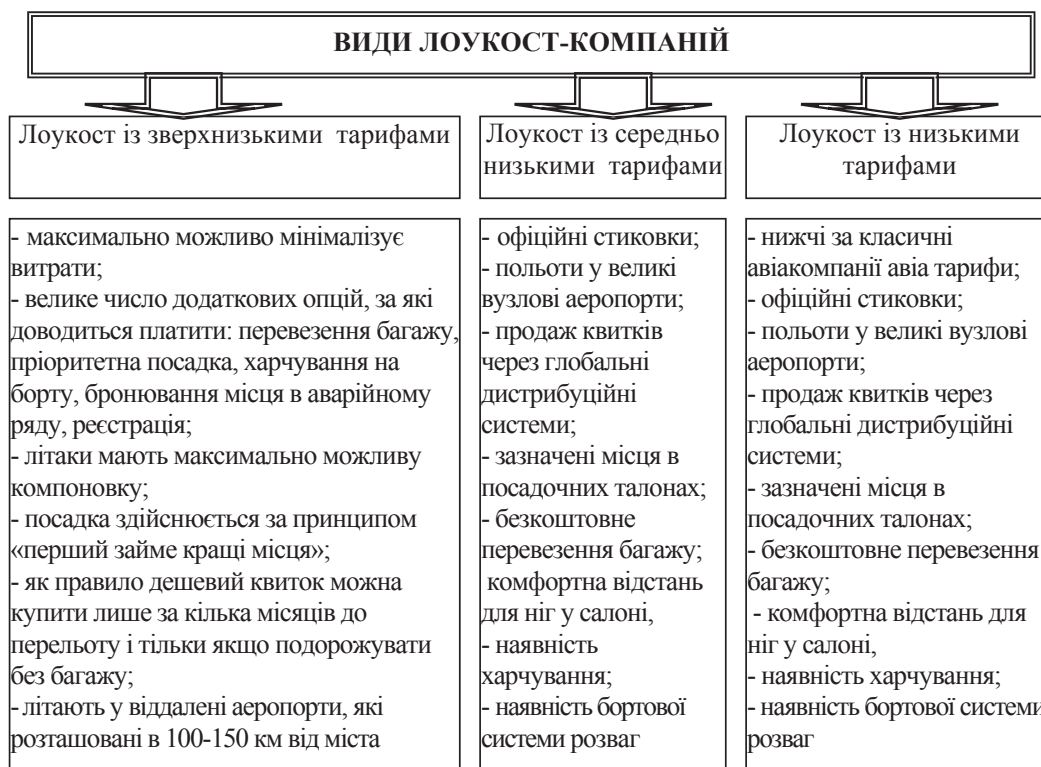 ВИДИ ЛОУКОСТ-КОМПАНІЙ
Лоукост із зверхнизькими тарифами
Лоукост із середньо
низькими тарифами
Лоукост із низькими
тарифами
- максимально можливо мінімалізує
витрати;
- велике число додаткових опцій, за які
доводиться платити: перевезення багажу,
пріоритетна посадка, харчування на
борту, бронювання місця в аварійному
ряду, реєстрація;
- літаки мають максимально можливу
компоновку;
- посадка здійснюється за принципом
«перший займе кращі місця»;
- як правило дешевий квиток можна
купити лише за кілька місяців до
перельоту і тільки якщо подорожувати
без багажу;
- літають у віддалені аеропорти, які
розташовані в 100-150 км від міста
- офіційні стиковки;
- польоти у великі
вузлові аеропорти;
- продаж квитків
через глобальні
дистрибуційні
системи;
- зазначені місця в
посадочних талонах;
- безкоштовне
перевезення багажу;
комфортна відстань
для ніг у салоні,
- наявність
харчування;
- наявність бортової
системи розваг
- нижчі за класичні
авіакомпанії авіа тарифи;
- офіційні стиковки;
- польоти у великі вузлові
аеропорти;
- продаж квитків через
глобальні дистрибуційні
системи;
- зазначені місця в
посадочних талонах;
- безкоштовне перевезення
багажу;
- комфортна відстань для
ніг у салоні,
- наявність харчування;
- наявність бортової системи
розваг